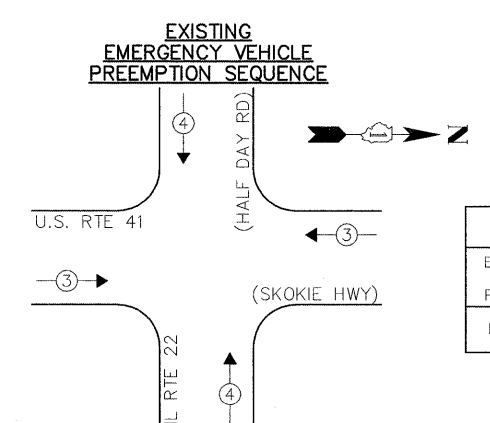 EXISTING
EMERGENCY VEHICLE
PREEMPTION SEQUENCE
4
(HALF DAY RD)
N
U.S. RTE 41
3
3
(SKOKIE HWY)
IL RTE 22
4